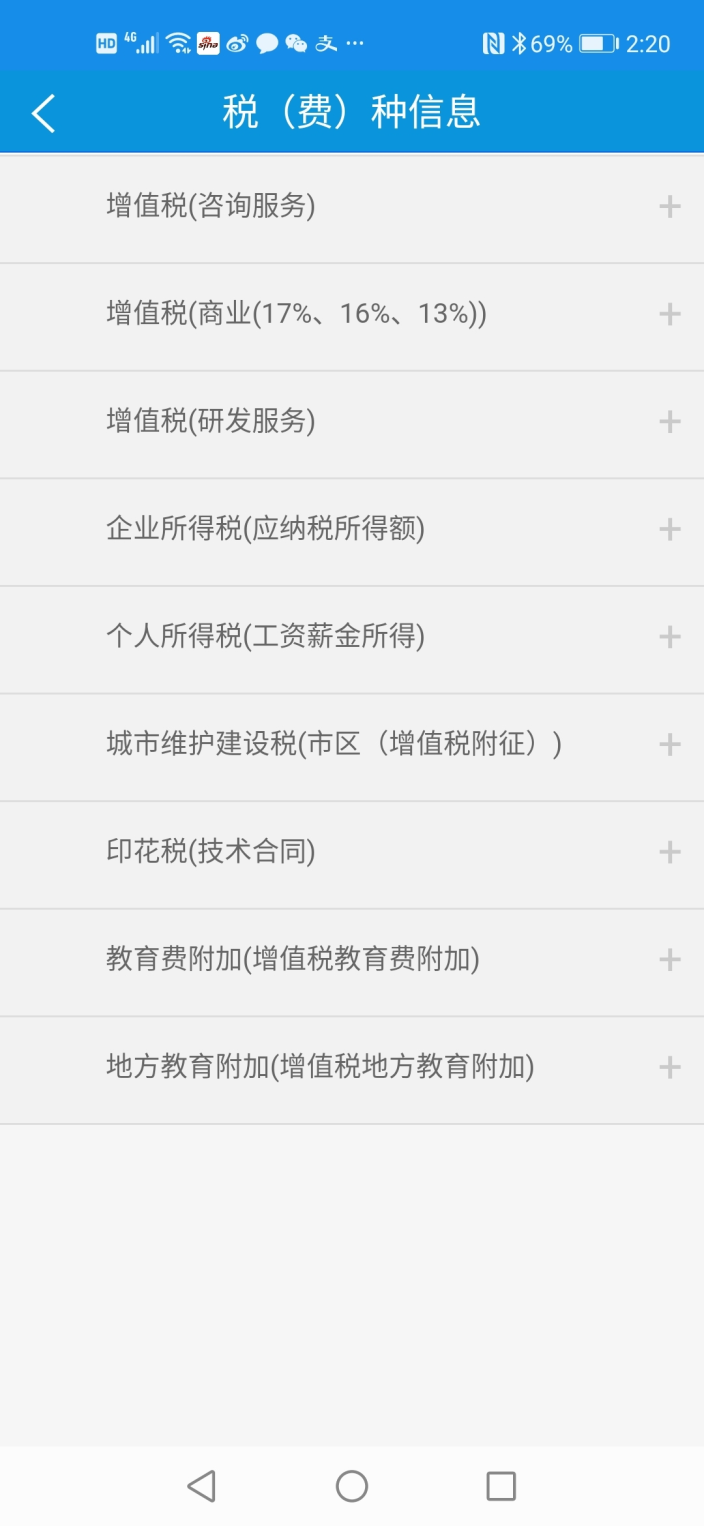 HD 4G sina 支 ... 69% 2:20
税（费）种信息
增值税(咨询服务)
增值税(商业(17%、16%、13%))
增值税(研发服务)
企业所得税(应纳税所得额)
个人所得税(工资薪金所得)
城市维护建设税(市区（增值税附征）)
印花税(技术合同)
教育费附加(增值税教育费附加)
地方教育附加(增值税地方教育附加)